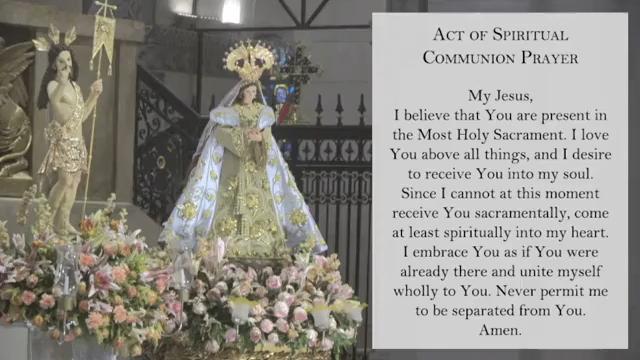 ACT OF SPIRITUAL
COMMUNION PRAYER
My Jesus,
I believe that You are present in
the Most Holy Sacrament. I love
You above all things, and I desire
to receive You into my soul.
Since I cannot at this moment
receive You sacramentally, come
at least spiritually into my heart.
I embrace You as if You were
already there and unite myself
wholly to You. Never permit me
to be separated from You.
Amen.